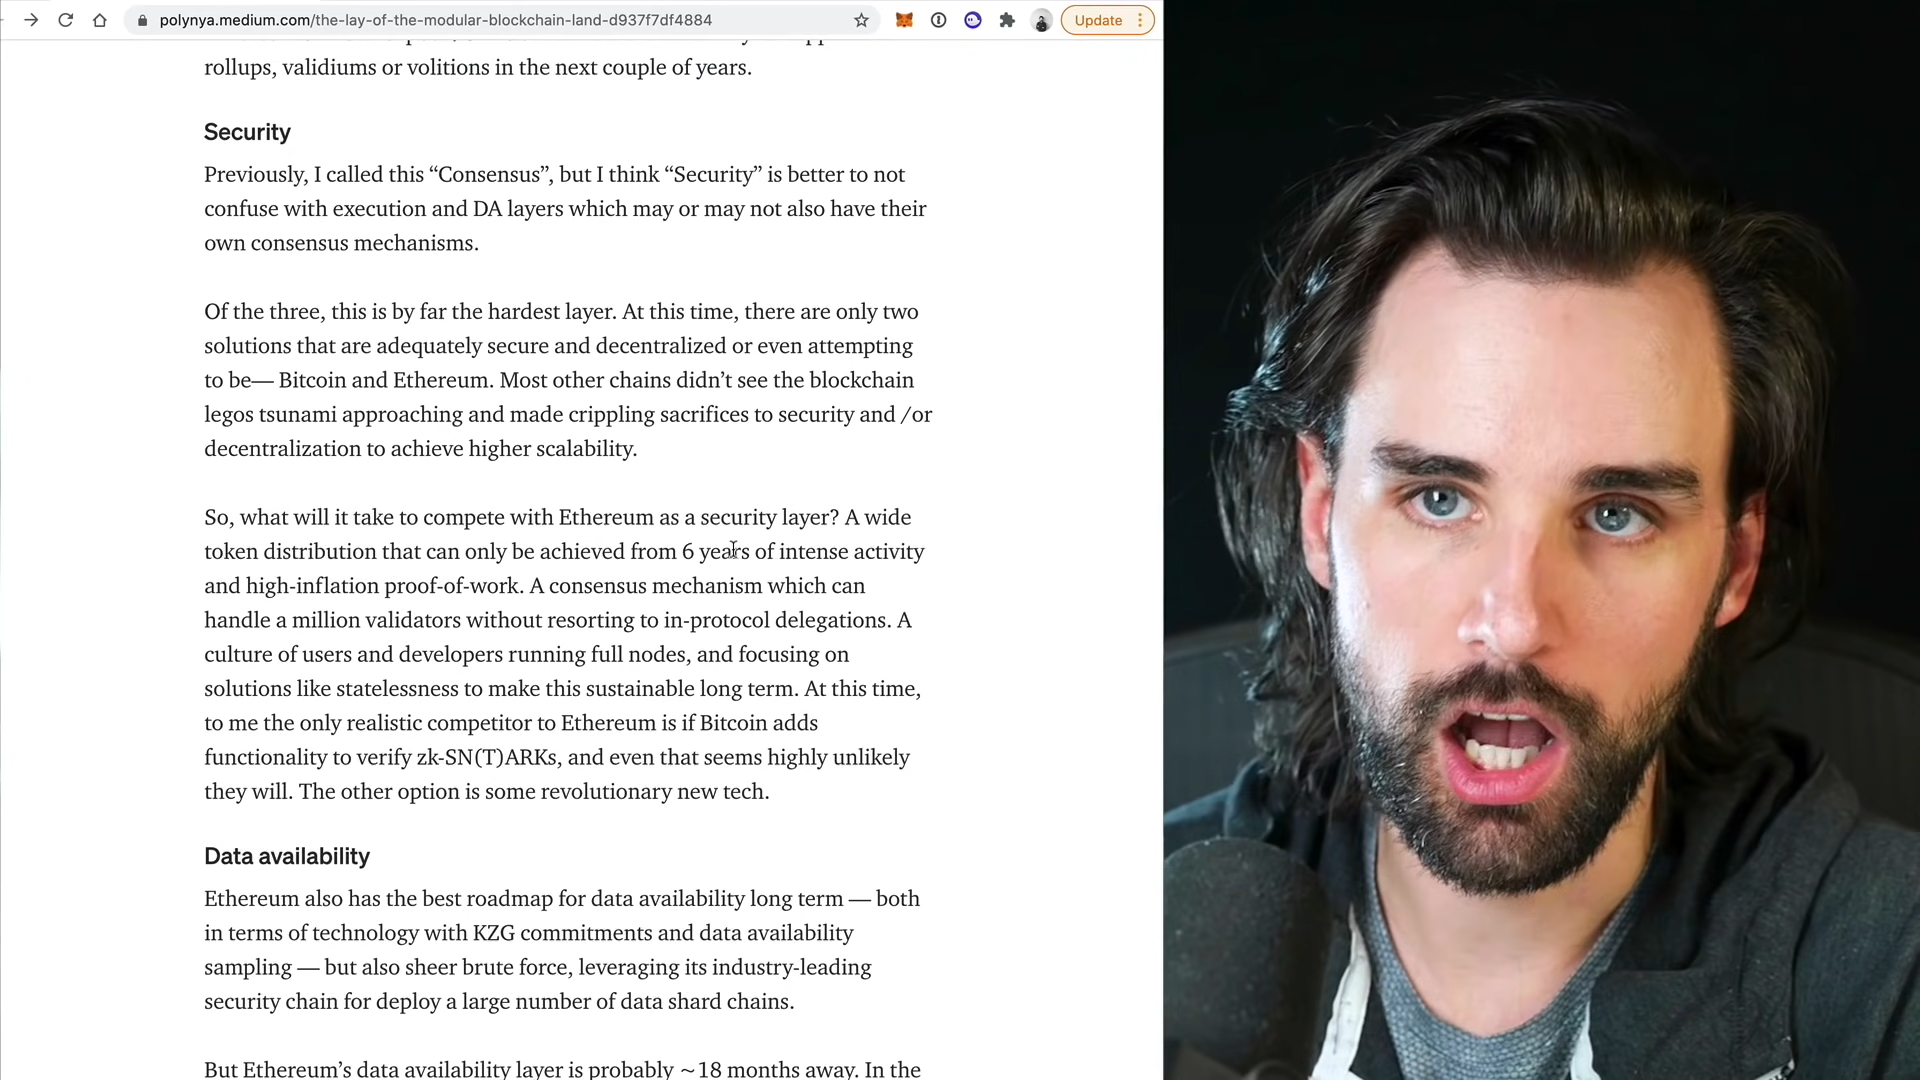 polynya.medium.com/the-lay-of-the-modular-blockchain-land-d937f7df4884
Update
rollups, validiums or volitions in the next couple of years.
Security
Previously, I called this “Consensus”, but I think “Security” is better to not
confuse with execution and DA layers which may or may not also have their
own consensus mechanisms.
Of the three, this is by far the hardest layer. At this time, there are only two
solutions that are adequately secure and decentralized or even attempting
to be— Bitcoin and Ethereum. Most other chains didn’t see the blockchain
legos tsunami approaching and made crippling sacrifices to security and /or
decentralization to achieve higher scalability.
So, what will it take to compete with Ethereum as a security layer? A wide
token distribution that can only be achieved from 6 years of intense activity
and high-inflation proof-of-work. A consensus mechanism which can
handle a million validators without resorting to in-protocol delegations. A
culture of users and developers running full nodes, and focusing on
solutions like statelessness to make this sustainable long term. At this time,
to me the only realistic competitor to Ethereum is if Bitcoin adds
functionality to verify zk-SN(T)ARKs, and even that seems highly unlikely
they will. The other option is some revolutionary new tech.
Data availability
Ethereum also has the best roadmap for data availability long term — both
in terms of technology with KZG commitments and data availability
sampling — but also sheer brute force, leveraging its industry-leading
security chain for deploy a large number of data shard chains.
But Ethereum’s data availability layer is probably ~18 months away. In the